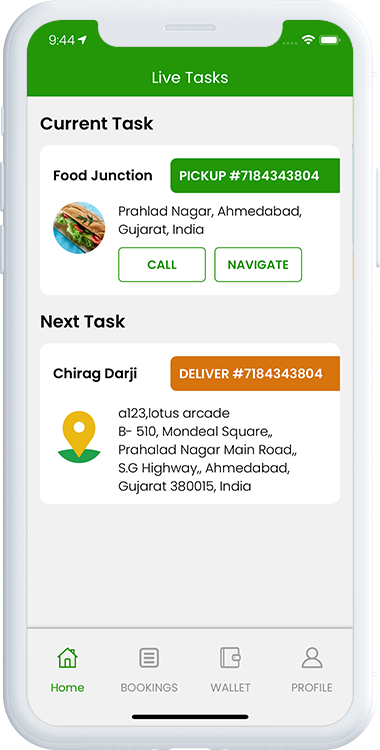 9:44
Live Tasks
Current Task
Food Junction
PICKUP #7184343804
Prahlad Nagar, Ahmedabad,
Gujarat, India
CALL
NAVIGATE
Next Task
Chirag Darji
DELIVER #7184343804
a123,lotus arcade
B- 510, Mondeal Square,,
Prahalad Nagar Main Road,,
S.G Highway,, Ahmedabad,
Gujarat 380015, India
Home
BOOKINGS
WALLET
PROFILE